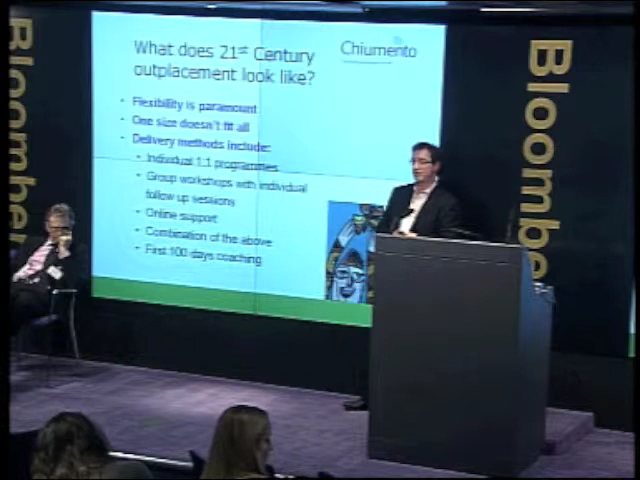 Bloombe
What does 21st Century
outplacement look like?
Chiumento
• Flexibility is paramount
• One size doesn't fit all
• Delivery methods include:
• Individual 1:1 programmes
• Group workshops with individual
follow up sessions
• Online support
• Combination of the above
• First 100 days coaching
Bloombe